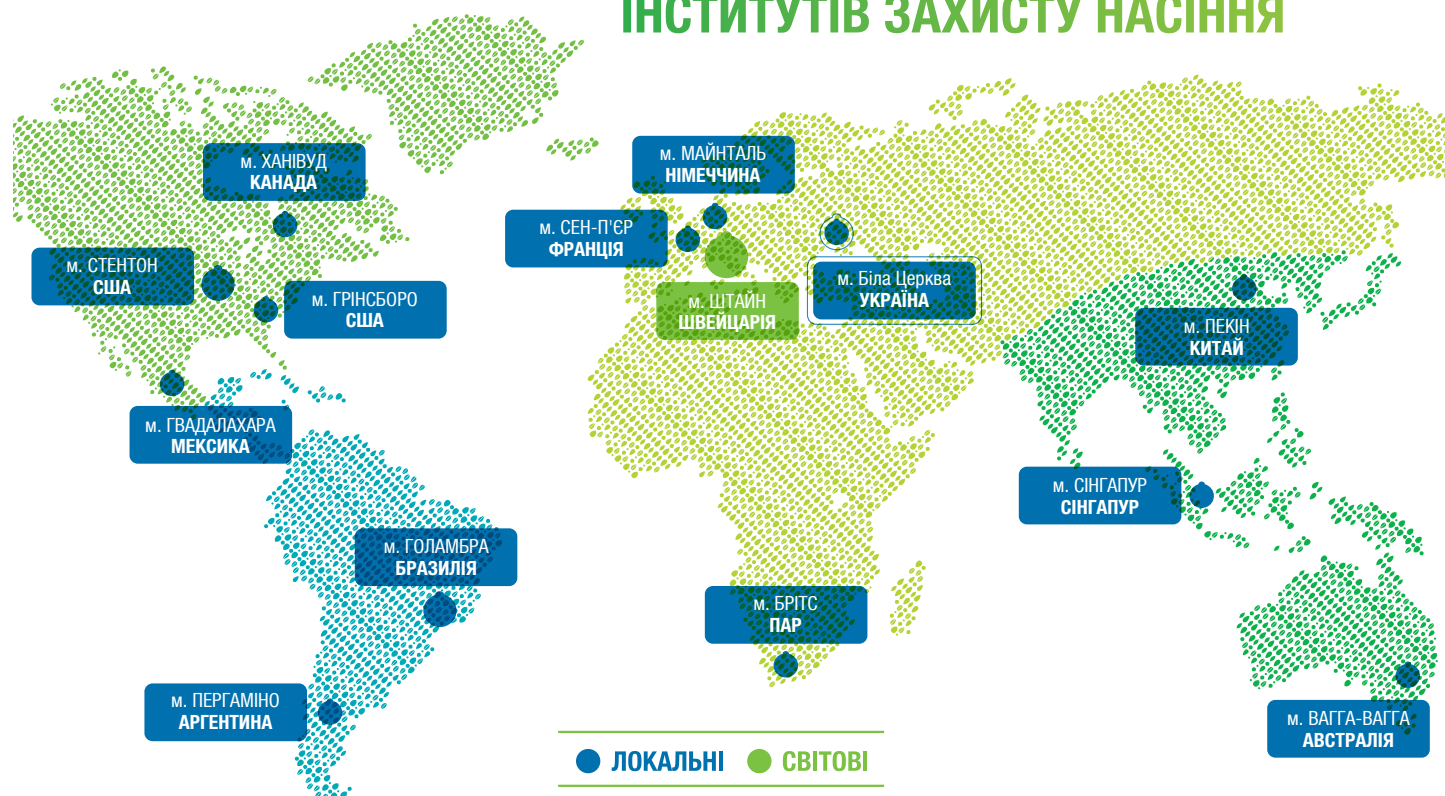 ІНСТИТУТІВ ЗАХИСТУ НАСІННЯ
м. ХАНІВУД
КАНАДА
м. МАЙНТАЛЬ
НІМЕЧЧИНА
м. СЕН-П'ЄР
ФРАНЦІЯ
м. СТЕНТОН
США
м. ГРІНСБОРО
США
м. ШТАЙН
ШВЕЙЦАРІЯ
м. Біла Церква
УКРАЇНА
м. ПЕКІН
КИТАЙ
м. ГВАДАЛАХАРА
МЕКСИКА
м. СІНГАПУР
СІНГАПУР
м. ГОЛАМБРА
БРАЗИЛІЯ
м. БРІТС
ПАР
м. ПЕРГАМІНО
АРГЕНТИНА
м. ВАГГА-ВАГГА
АВСТРАЛІЯ
ЛОКАЛЬНІ СВІТОВІ